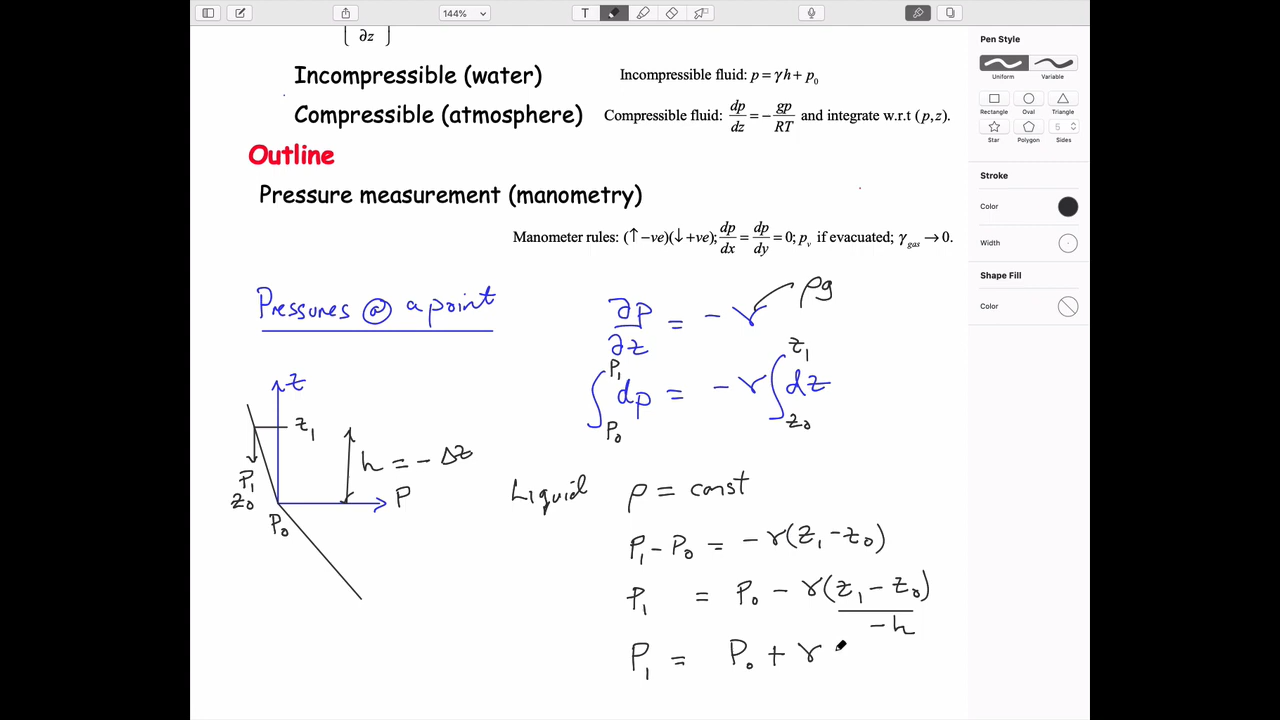 144%
T
[ ∂z ]
Incompressible (water)
Incompressible fluid: p = γh + p₀
Compressible (atmosphere)
Compressible fluid: dp/dz = − gp/RT and integrate w.r.t (p,z).
Outline
Pressure measurement (manometry)
Manometer rules: (↑ −ve)(↓ +ve); dp/dx = dp/dy = 0; pᵥ if evacuated; γ_gas → 0.
Pressures @ a point
∂p/∂z = − γ
ρg
∫ dp = − γ ∫ dz
P₁
P₀
z₁
z₀
z
z₁
h = − Δz
P₁
z₀
P
P₀
Liquid ρ = const
P₁ − P₀ = − γ(z₁ − z₀)
P₁ = P₀ − γ(z₁ − z₀)
−h
P₁ = P₀ + γ
Pen Style
Uniform
Variable
Rectangle
Oval
Triangle
5
Star
Polygon
Sides
Stroke
Color
Width
Shape Fill
Color